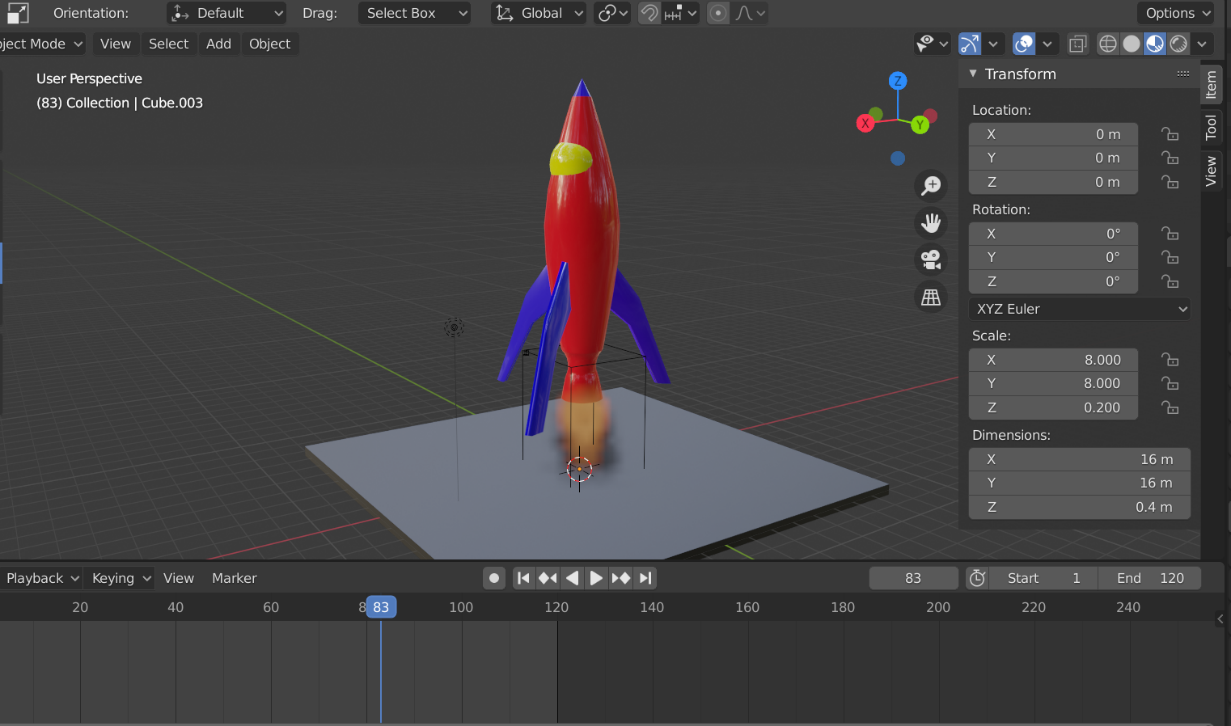 Orientation: Default Drag: Select Box Global Options
ject Mode View Select Add Object
User Perspective
(83) Collection | Cube.003
Z
X
Y
Transform
Location:
X 0 m
Y 0 m
Z 0 m
Rotation:
X 0°
Y 0°
Z 0°
XYZ Euler
Scale:
X 8.000
Y 8.000
Z 0.200
Dimensions:
X 16 m
Y 16 m
Z 0.4 m
Item
Tool
View
Playback Keying View Marker 83 Start 1 End 120
20 40 60 8 83 100 120 140 160 180 200 220 240